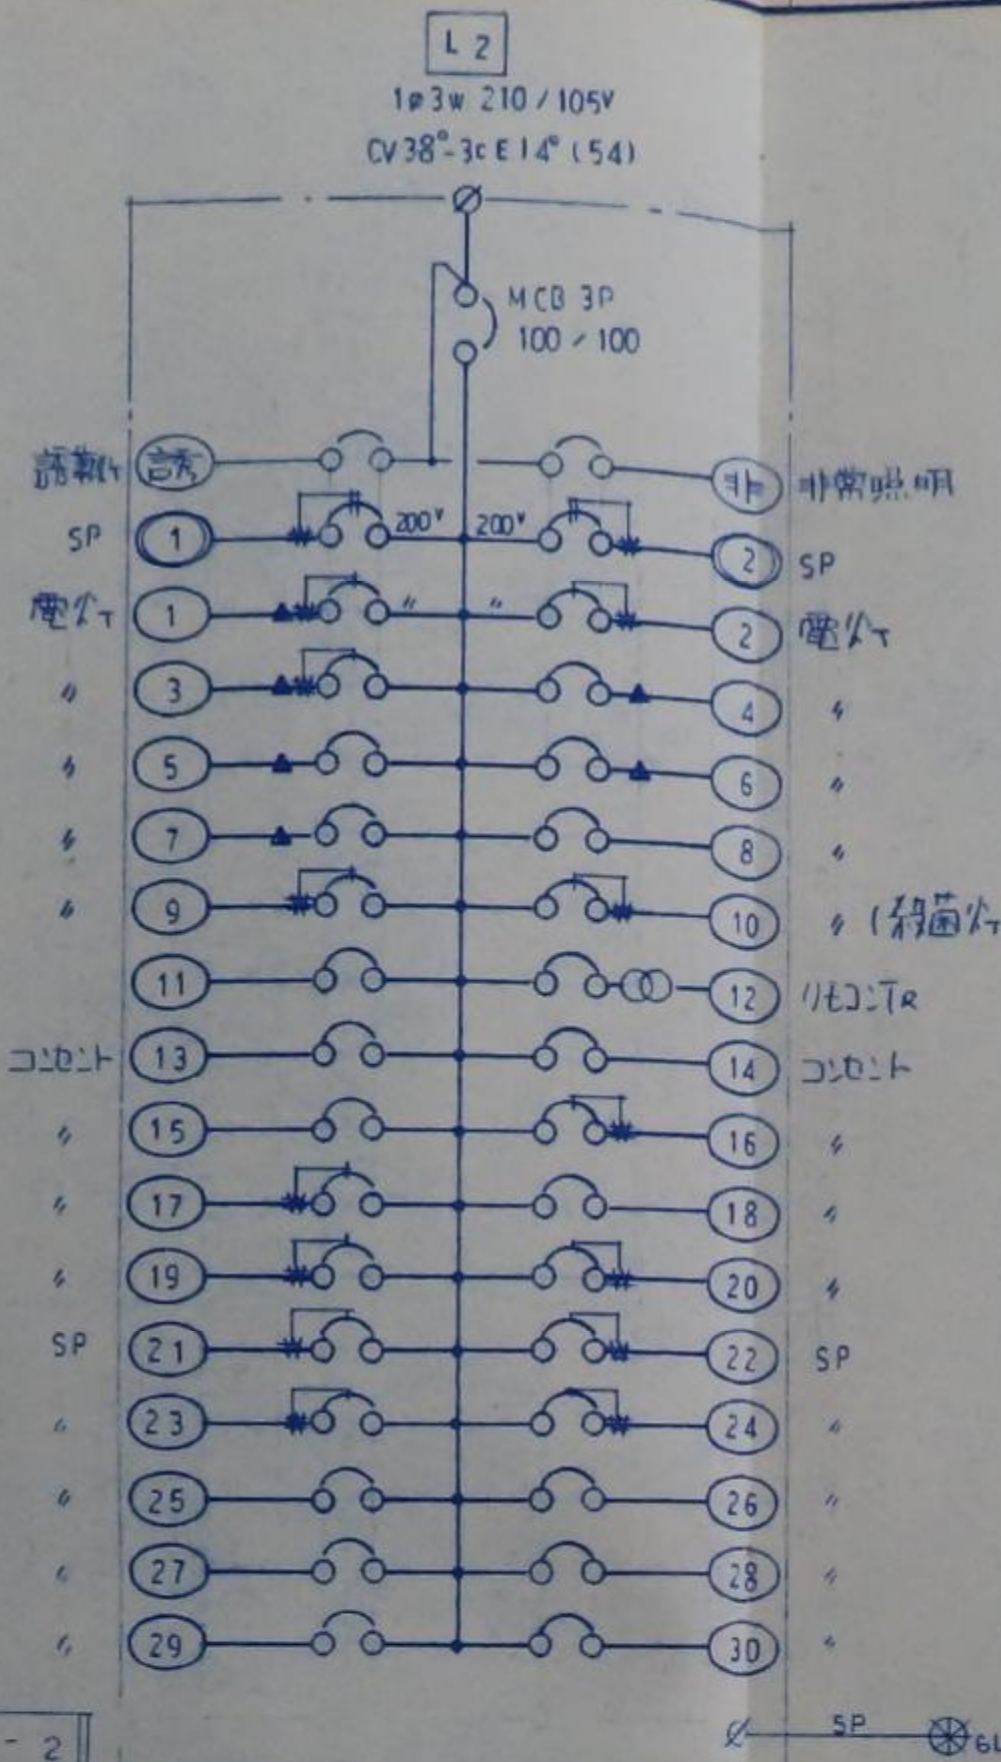 L 2
1φ3w 210 / 105V
CV 38°-3c E 14° (54)
MCB 3P
100 / 100
誘導灯 誘 非 非常照明
SP 1 200V 200V 2 SP
電灯 1 〃 〃 2 電灯
〃 3 4 〃
〃 5 6 〃
〃 7 8 〃
〃 9 10 〃 (殺菌灯
11 12 リモコンTR
コンセント 13 14 コンセント
〃 15 16 〃
〃 17 18 〃
〃 19 20 〃
SP 21 22 SP
〃 23 24 〃
〃 25 26 〃
〃 27 28 〃
〃 29 30 〃
- 2
SP